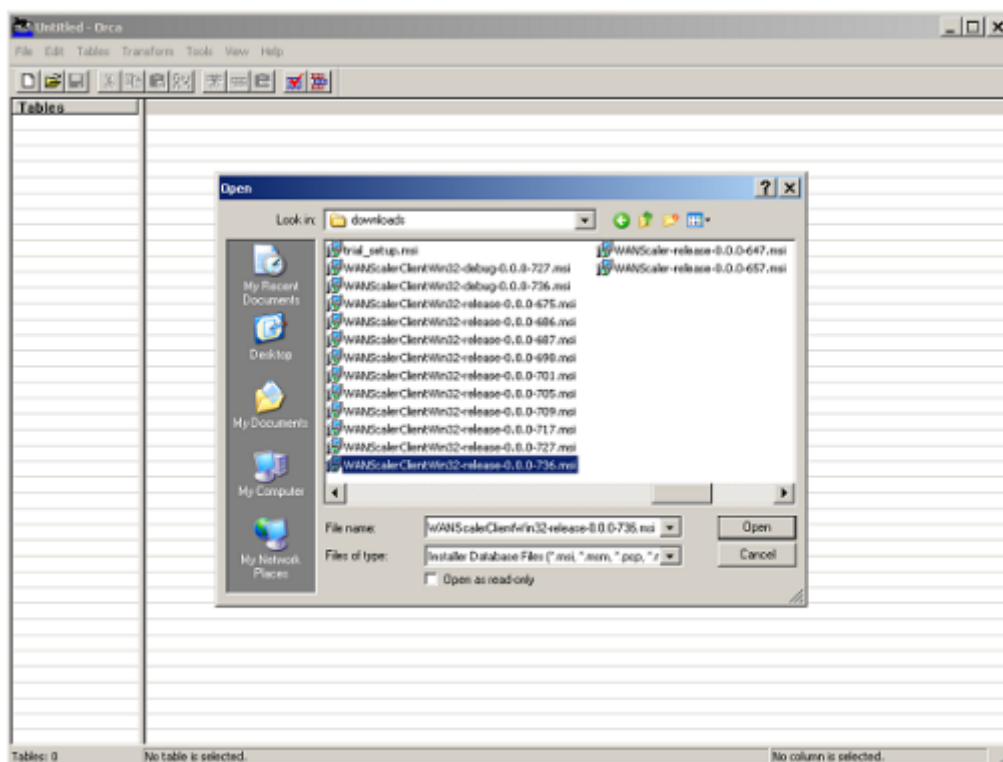 Untitled - Orca
File Edit Tables Transform Tools View Help
Tables
Open
Look in: downloads
My Recent Documents
Desktop
My Documents
My Computer
My Network Places
trial_setup.msi
WANScalerClientWin32-debug-0.0.0-727.msi
WANScalerClientWin32-debug-0.0.0-736.msi
WANScalerClientWin32-release-0.0.0-675.msi
WANScalerClientWin32-release-0.0.0-686.msi
WANScalerClientWin32-release-0.0.0-687.msi
WANScalerClientWin32-release-0.0.0-698.msi
WANScalerClientWin32-release-0.0.0-701.msi
WANScalerClientWin32-release-0.0.0-705.msi
WANScalerClientWin32-release-0.0.0-709.msi
WANScalerClientWin32-release-0.0.0-717.msi
WANScalerClientWin32-release-0.0.0-727.msi
WANScalerClientWin32-release-0.0.0-736.msi
WANScaler-release-0.0.0-647.msi
WANScaler-release-0.0.0-657.msi
File name: WANScalerClientWin32-release-0.0.0-736.msi
Open
Files of type: Installer Database Files (*.msi, *.msm, *.pcp, *.r
Cancel
Open as read-only
Tables: 0 No table is selected. No column is selected.